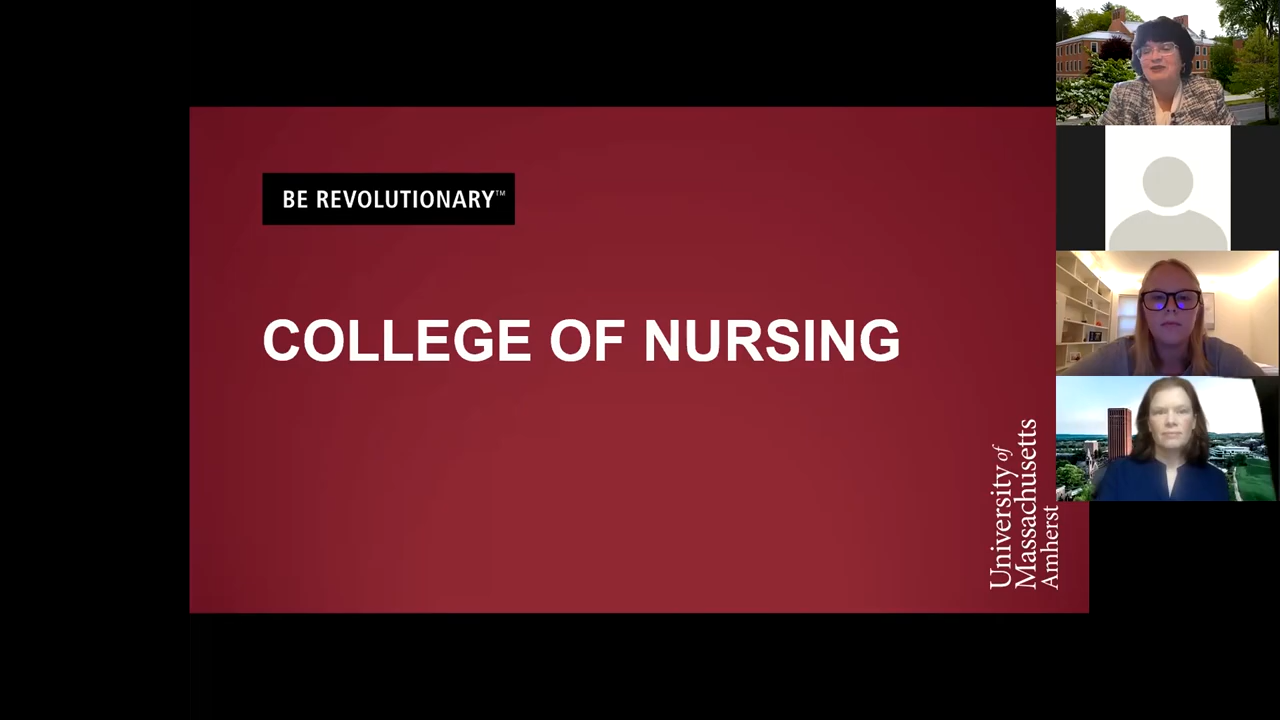 BE REVOLUTIONARY™
COLLEGE OF NURSING
University of
Massachusetts
Amherst